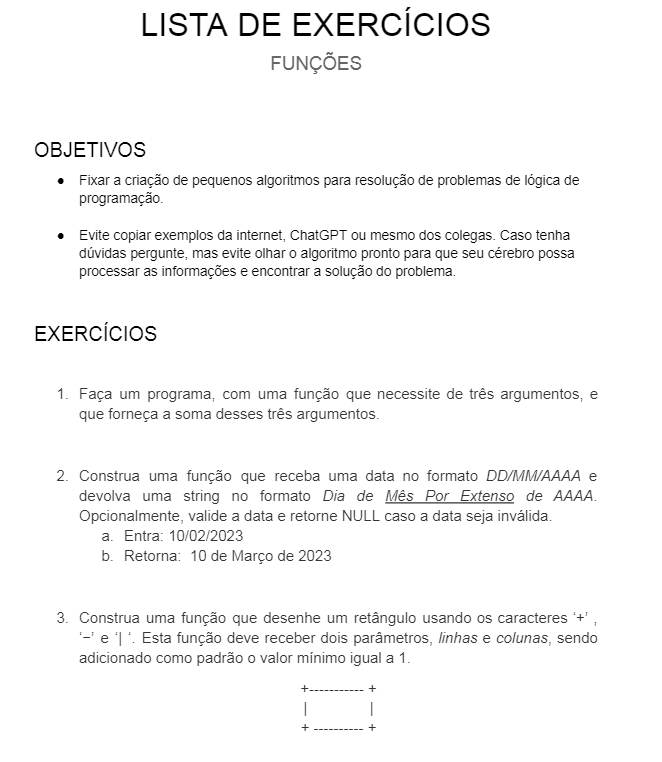 LISTA DE EXERCÍCIOS
FUNÇÕES
OBJETIVOS
● Fixar a criação de pequenos algoritmos para resolução de problemas de lógica de
programação.
● Evite copiar exemplos da internet, ChatGPT ou mesmo dos colegas. Caso tenha
dúvidas pergunte, mas evite olhar o algoritmo pronto para que seu cérebro possa
processar as informações e encontrar a solução do problema.
EXERCÍCIOS
1. Faça um programa, com uma função que necessite de três argumentos, e
que forneça a soma desses três argumentos.
2. Construa uma função que receba uma data no formato DD/MM/AAAA e
devolva uma string no formato Dia de Mês Por Extenso de AAAA.
Opcionalmente, valide a data e retorne NULL caso a data seja inválida.
a. Entra: 10/02/2023
b. Retorna: 10 de Março de 2023
3. Construa uma função que desenhe um retângulo usando os caracteres ‘+’ ,
‘−’ e ‘| ‘. Esta função deve receber dois parâmetros, linhas e colunas, sendo
adicionado como padrão o valor mínimo igual a 1.
+----------- +
| |
+ ---------- +